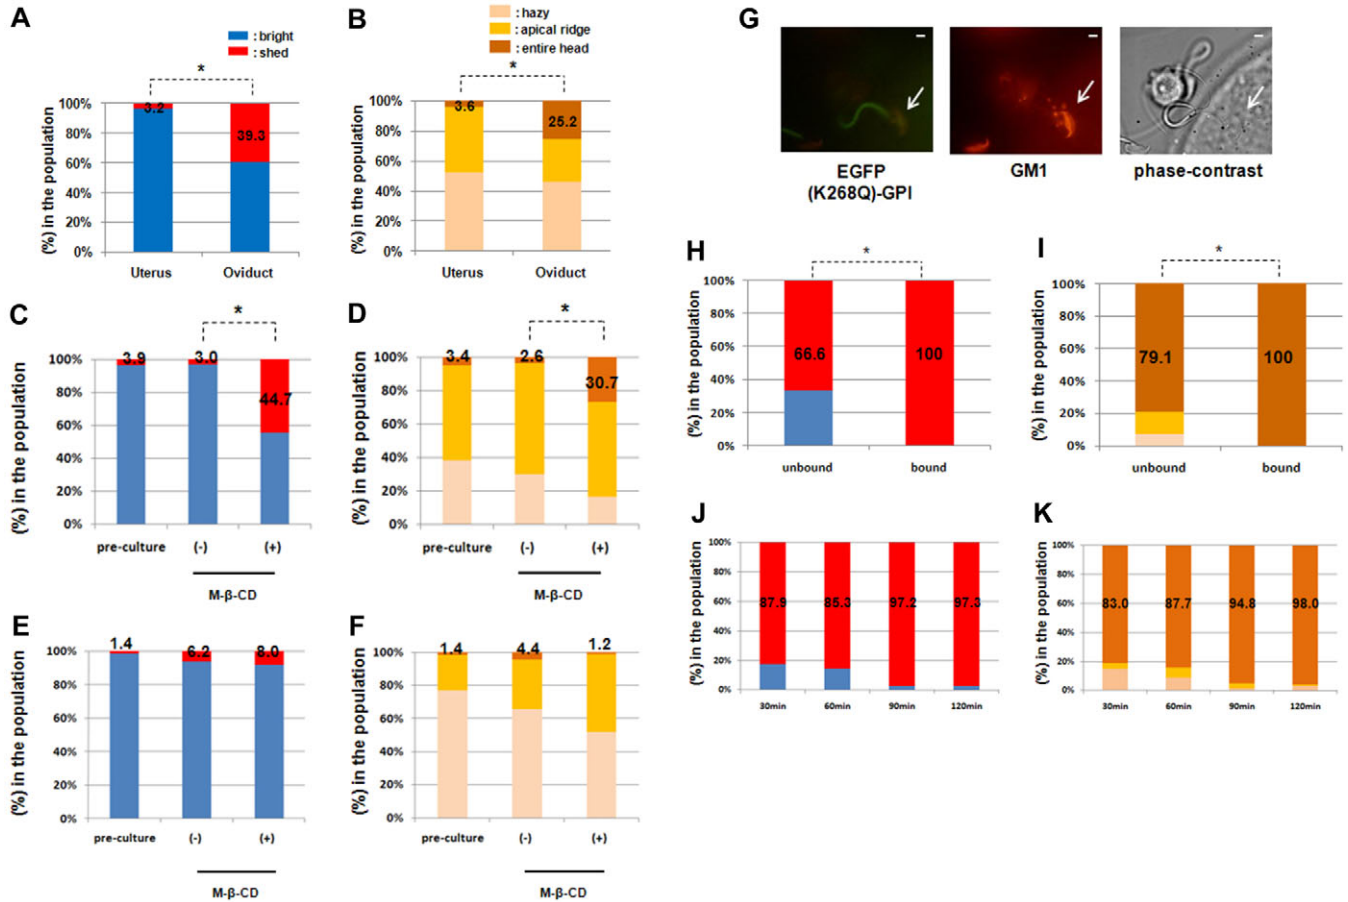 A
: bright
: shed
*
(%) in the population
100%
80%
60%
40%
20%
0%
3.2
39.3
Uterus
Oviduct
B
: hazy
: apical ridge
: entire head
*
(%) in the population
100%
80%
60%
40%
20%
0%
3.6
25.2
Uterus
Oviduct
C
*
(%) in the population
100%
80%
60%
40%
20%
0%
3.9
3.0
44.7
pre-culture
(-)
(+)
M-β-CD
D
*
(%) in the population
100%
80%
60%
40%
20%
0%
3.4
2.6
30.7
pre-culture
(-)
(+)
M-β-CD
E
(%) in the population
100%
80%
60%
40%
20%
0%
1.4
6.2
8.0
pre-culture
(-)
(+)
M-β-CD
F
(%) in the population
100%
80%
60%
40%
20%
0%
1.4
4.4
1.2
pre-culture
(-)
(+)
M-β-CD
G
EGFP
(K268Q)-GPI
GM1
phase-contrast
H
*
(%) in the population
100%
80%
60%
40%
20%
0%
66.6
100
unbound
bound
I
*
(%) in the population
100%
80%
60%
40%
20%
0%
79.1
100
unbound
bound
J
(%) in the population
100%
80%
60%
40%
20%
0%
87.9
85.3
97.2
97.3
30min
60min
90min
120min
K
(%) in the population
100%
80%
60%
40%
20%
0%
83.0
87.7
94.8
98.0
30min
60min
90min
120min